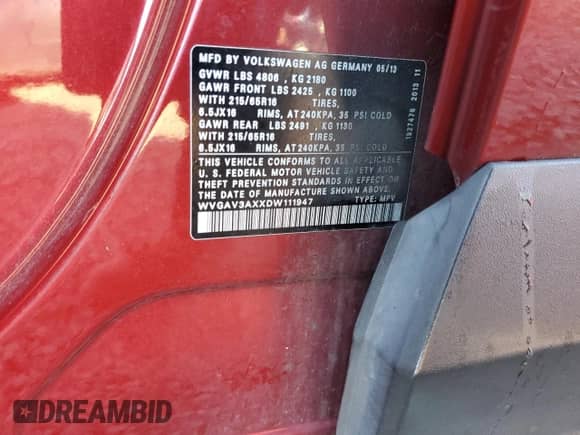 MFD BY VOLKSWAGEN AG GERMANY 05/13
GVWR LBS 4806 , KG 2180
GAWR FRONT LBS 2425 , KG 1100
WITH 215/65R16 TIRES,
6.5JX16 RIMS, AT 240KPA, 35 PSI COLD
GAWR REAR LBS 2491 , KG 1130
WITH 215/65R16 TIRES,
6.5JX16 RIMS, AT 240KPA, 35 PSI COLD
THIS VEHICLE CONFORMS TO ALL APPLICABLE
U. S. FEDERAL MOTOR VEHICLE SAFETY AND
THEFT PREVENTION STANDARDS IN EFFECT ON
THE DATE OF MANUFACTURE SHOWN ABOVE.
WVGAV3AXXDW111947 TYPE: MPV
1927478 2013 11
DREAMBID